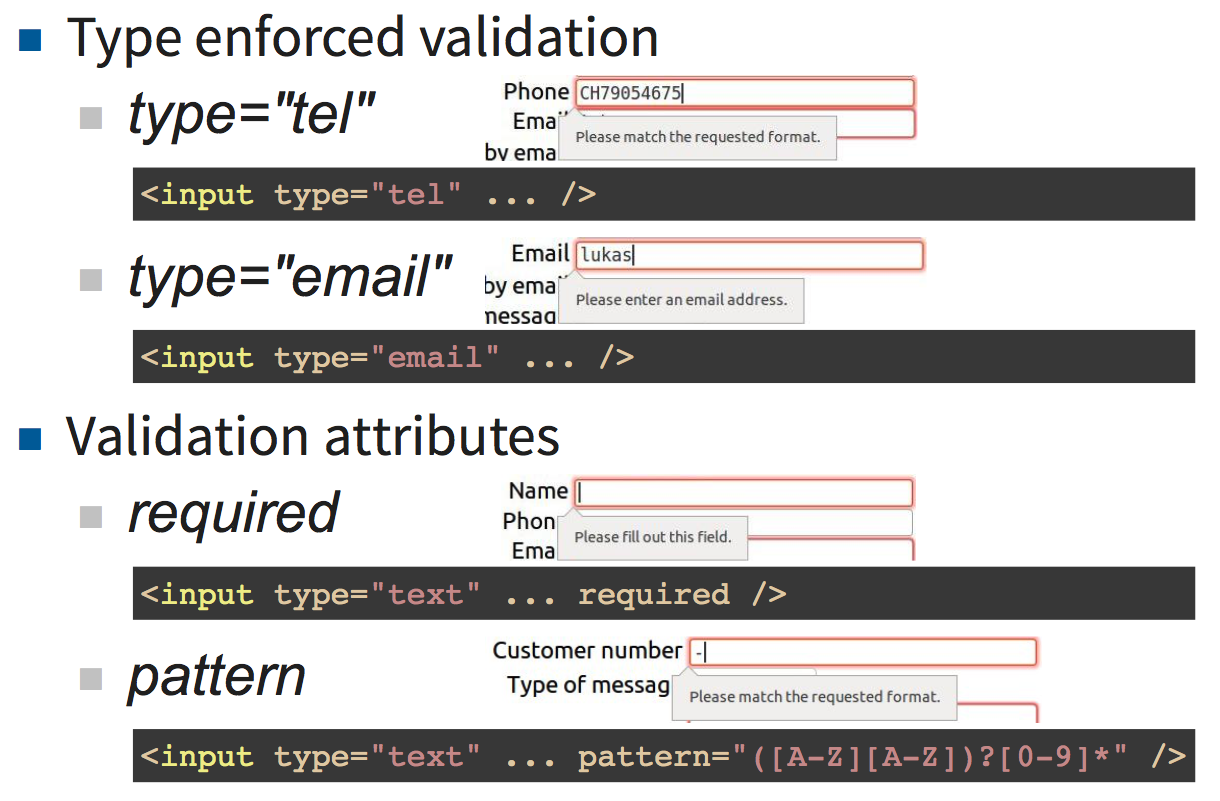 Type enforced validation
type="tel"
Phone CH79054675
Emai
Please match the requested format.
by emai
<input type="tel" ... />
type="email"
Email lukas
by emai
Please enter an email address.
messag
<input type="email" ... />
Validation attributes
required
Name
Phon
Please fill out this field.
Ema
<input type="text" ... required />
pattern
Customer number -
Type of messag
Please match the requested format.
<input type="text" ... pattern="([A-Z][A-Z])?[0-9]*" />